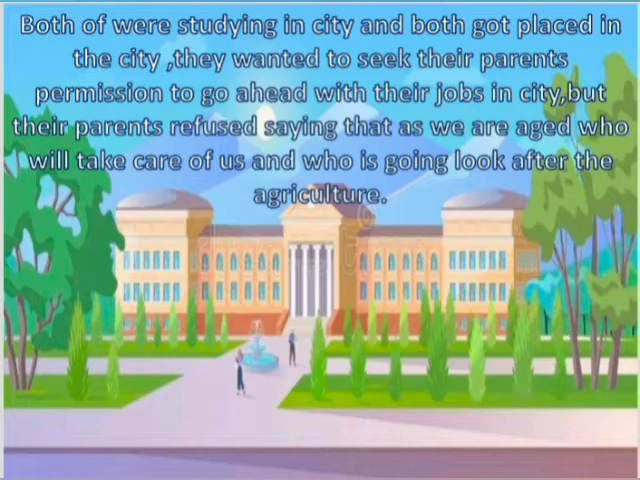 Both of were studying in city and both got placed in
the city ,they wanted to seek their parents
permission to go ahead with their jobs in city,but
their parents refused saying that as we are aged who
will take care of us and who is going look after the
agriculture.